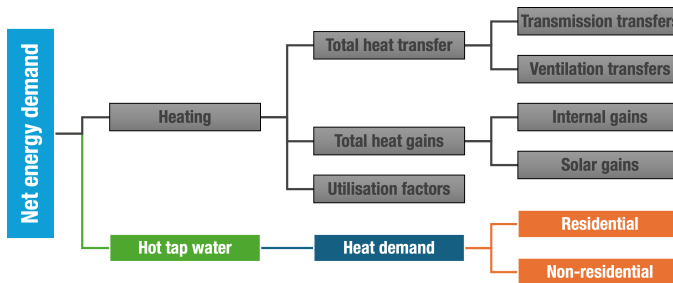 Net energy demand
Heating
Total heat transfer
Transmission transfers
Ventilation transfers
Total heat gains
Internal gains
Solar gains
Utilisation factors
Hot tap water
Heat demand
Residential
Non-residential